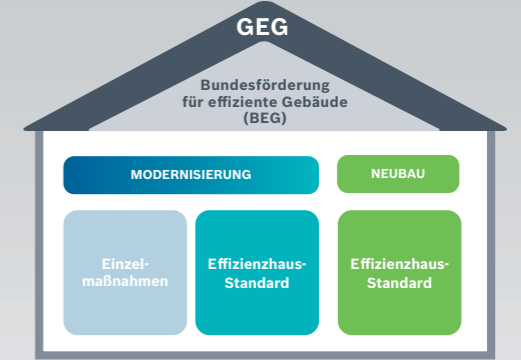 GEG
Bundesförderung
für effiziente Gebäude
(BEG)
MODERNISIERUNG
NEUBAU
Einzel-
maßnahmen
Effizienzhaus-
Standard
Effizienzhaus-
Standard